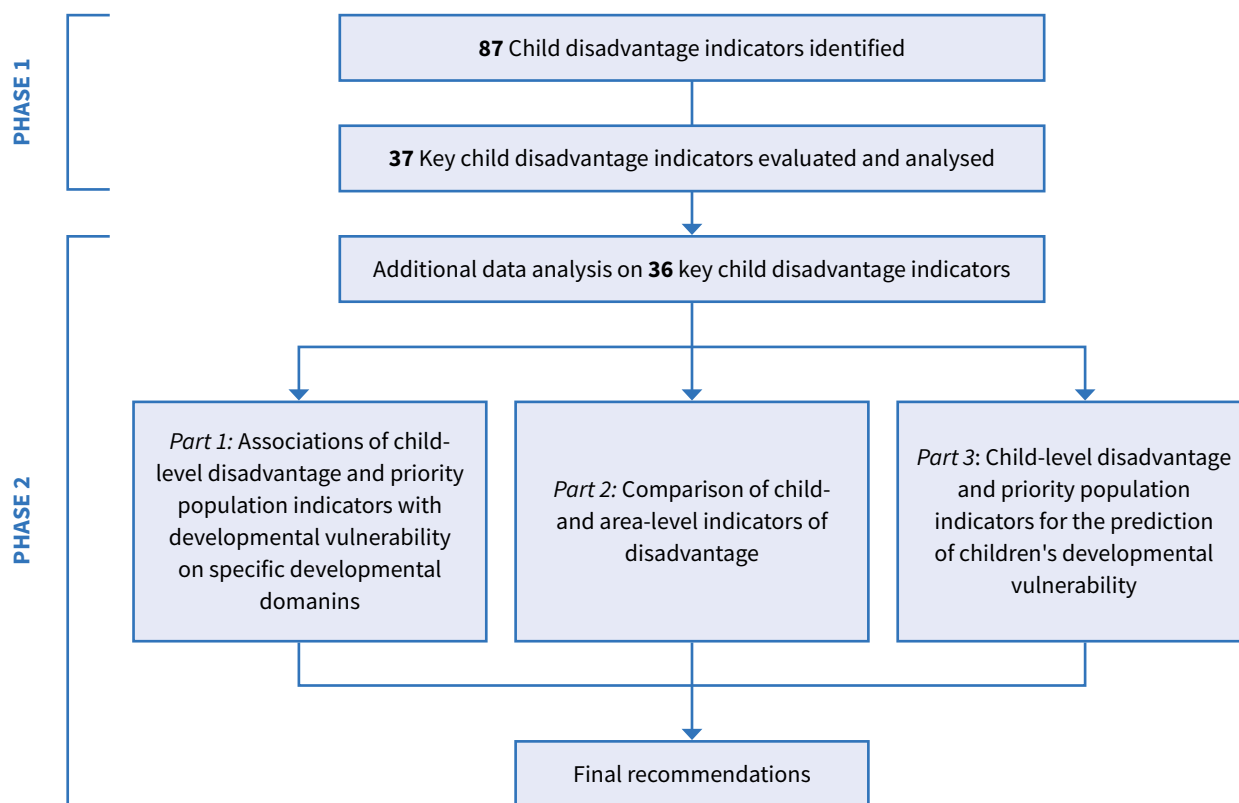 PHASE 1
87 Child disadvantage indicators identified
37 Key child disadvantage indicators evaluated and analysed
PHASE 2
Additional data analysis on 36 key child disadvantage indicators
Part 1: Associations of child-
level disadvantage and priority
population indicators with
developmental vulnerability
on specific developmental
domanins
Part 2: Comparison of child-
and area-level indicators of
disadvantage
Part 3: Child-level disadvantage
and priority population
indicators for the prediction
of children's developmental
vulnerability
Final recommendations